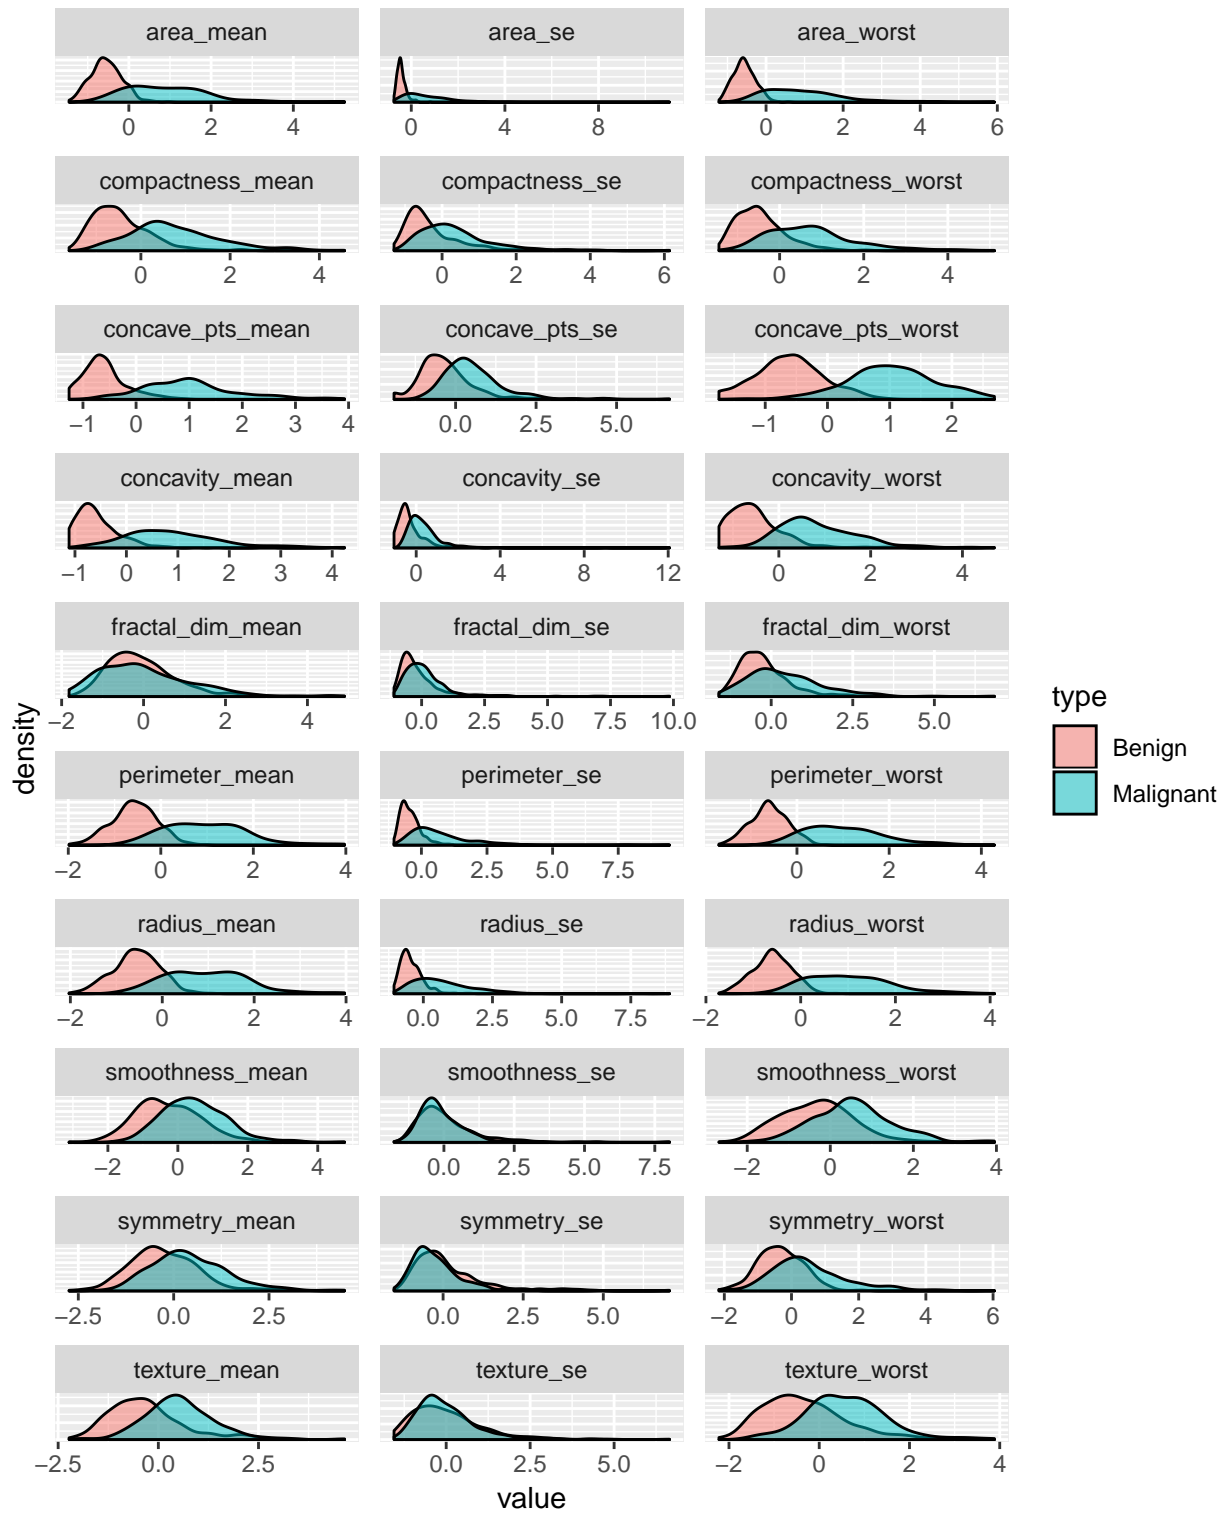 area_mean area_se area_worst
0 2 4 0 4 8 0 2 4 6
compactness_mean compactness_se compactness_worst
0 2 4 0 2 4 6 0 2 4
concave_pts_mean concave_pts_se concave_pts_worst
−1 0 1 2 3 4 0.0 2.5 5.0 −1 0 1 2
concavity_mean concavity_se concavity_worst
−1 0 1 2 3 4 0 4 8 12 0 2 4
fractal_dim_mean fractal_dim_se fractal_dim_worst
−2 0 2 4 0.0 2.5 5.0 7.5 10.0 0.0 2.5 5.0
perimeter_mean perimeter_se perimeter_worst
−2 0 2 4 0.0 2.5 5.0 7.5 0 2 4
radius_mean radius_se radius_worst
−2 0 2 4 0.0 2.5 5.0 7.5 −2 0 2 4
smoothness_mean smoothness_se smoothness_worst
−2 0 2 4 0.0 2.5 5.0 7.5 −2 0 2 4
symmetry_mean symmetry_se symmetry_worst
−2.5 0.0 2.5 0.0 2.5 5.0 −2 0 2 4 6
texture_mean texture_se texture_worst
−2.5 0.0 2.5 0.0 2.5 5.0 −2 0 2 4
value
density
type
Benign
Malignant